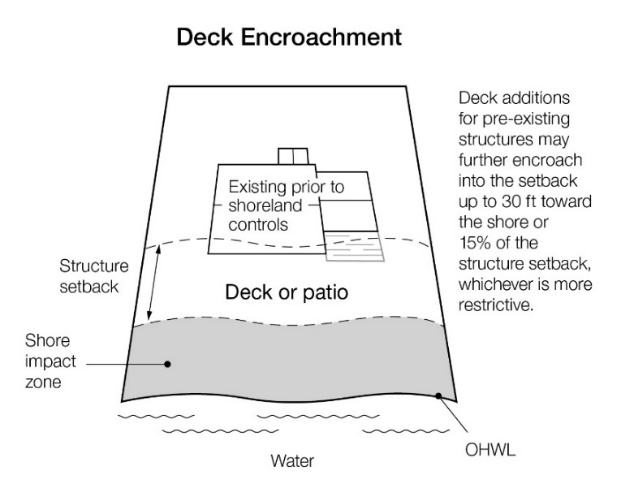 Deck Encroachment
Deck additions
for pre-existing
structures may
further encroach
into the setback
up to 30 ft toward
the shore or
15% of the
structure setback,
whichever is more
restrictive.
Existing prior to
shoreland
controls
Structure
setback
Deck or patio
Shore
impact
zone
OHWL
Water